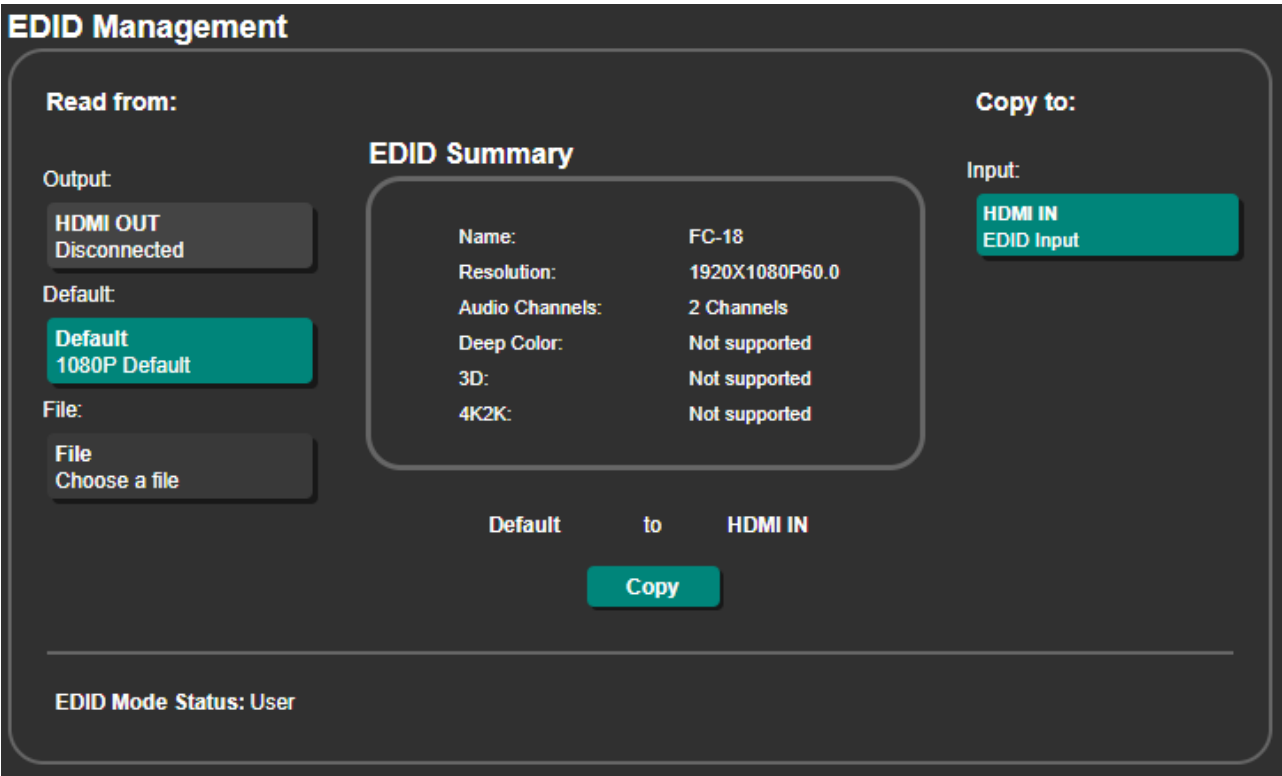 EDID Management
Read from:
Copy to:
EDID Summary
Output:
HDMI OUT
Disconnected
Default:
Default
1080P Default
File:
File
Choose a file
Name: FC-18
Resolution: 1920X1080P60.0
Audio Channels: 2 Channels
Deep Color: Not supported
3D: Not supported
4K2K: Not supported
Input:
HDMI IN
EDID Input
Default to HDMI IN
Copy
EDID Mode Status: User